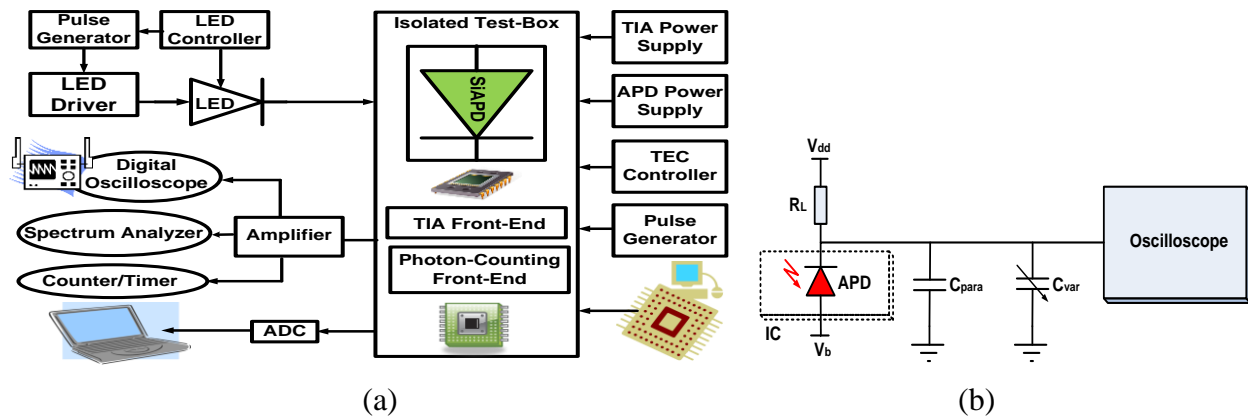 Pulse
Generator
LED
Controller
LED
Driver
LED
Digital
Oscilloscope
Spectrum Analyzer
Counter/Timer
Amplifier
ADC
Isolated Test-Box
SiAPD
TIA Front-End
Photon-Counting
Front-End
TIA Power
Supply
APD Power
Supply
TEC
Controller
Pulse
Generator
(a)
Vdd
RL
APD
IC
Vb
Cpara
Cvar
Oscilloscope
(b)